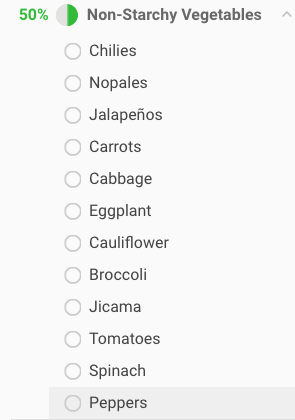 50% Non-Starchy Vegetables
Chilies
Nopales
Jalapeños
Carrots
Cabbage
Eggplant
Cauliflower
Broccoli
Jicama
Tomatoes
Spinach
Peppers